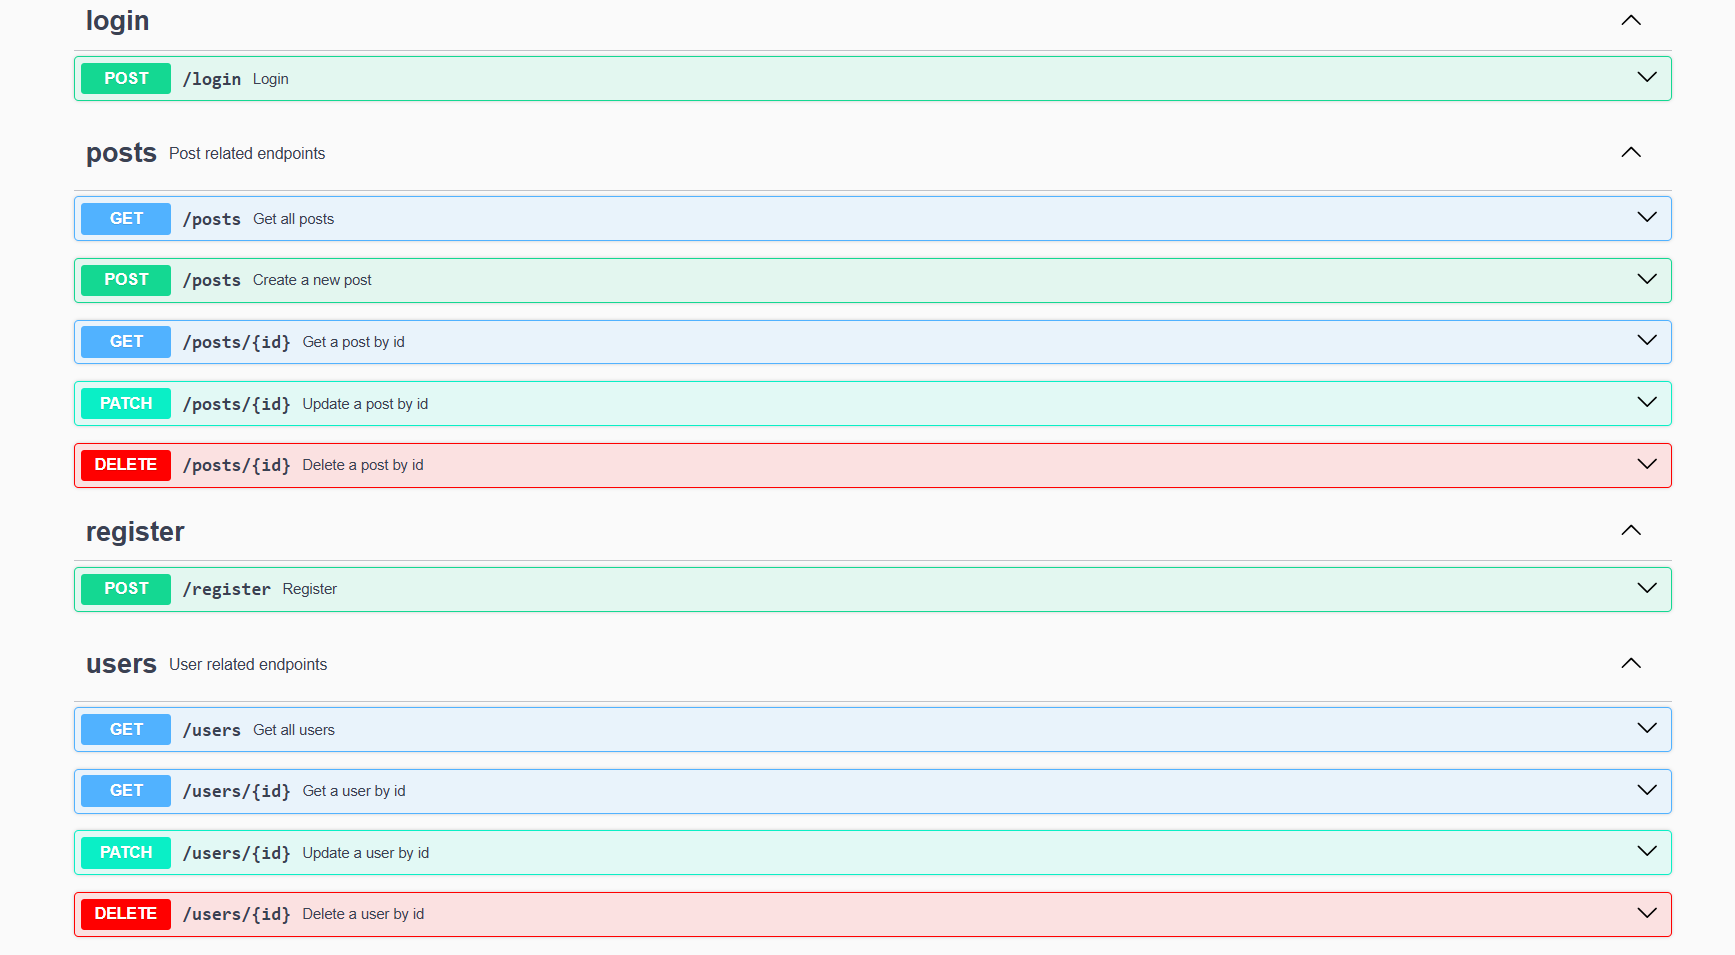 login
POST /login Login
posts Post related endpoints
GET /posts Get all posts
POST /posts Create a new post
GET /posts/{id} Get a post by id
PATCH /posts/{id} Update a post by id
DELETE /posts/{id} Delete a post by id
register
POST /register Register
users User related endpoints
GET /users Get all users
GET /users/{id} Get a user by id
PATCH /users/{id} Update a user by id
DELETE /users/{id} Delete a user by id